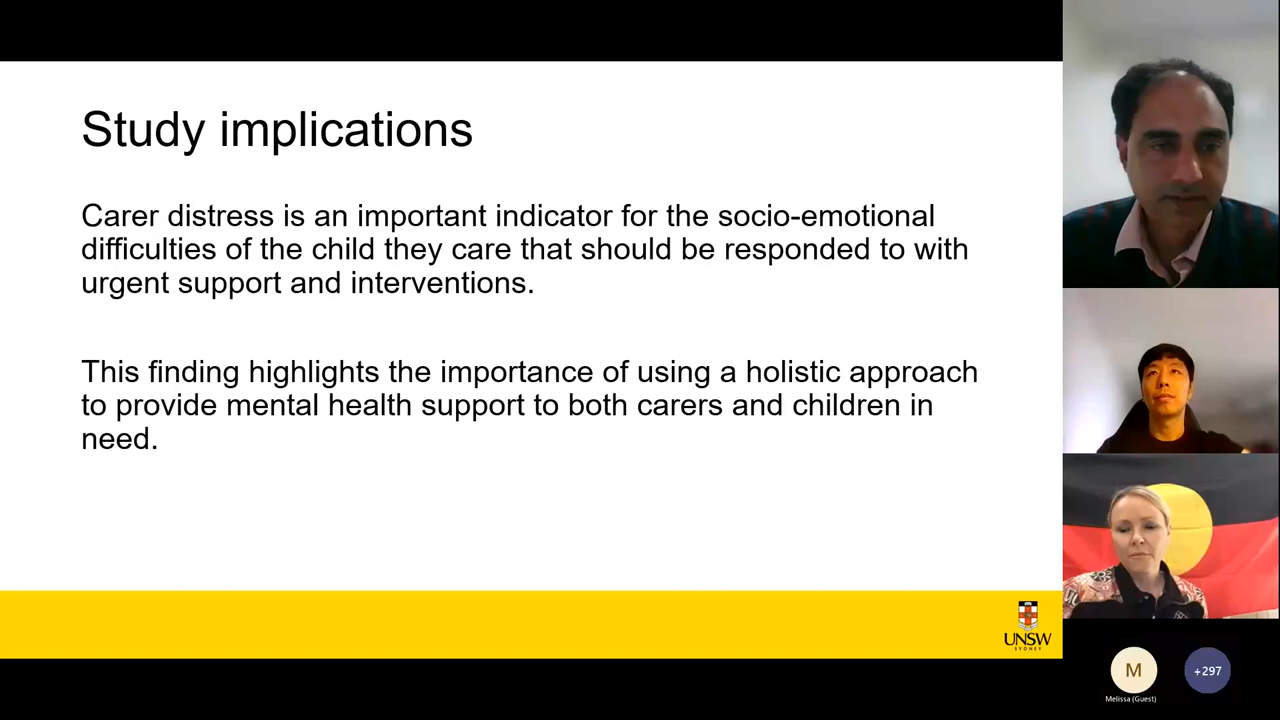 Study implications
Carer distress is an important indicator for the socio-emotional
difficulties of the child they care that should be responded to with
urgent support and interventions.
This finding highlights the importance of using a holistic approach
to provide mental health support to both carers and children in
need.
UNSW
SYDNEY
M
+297
Melissa (Guest)